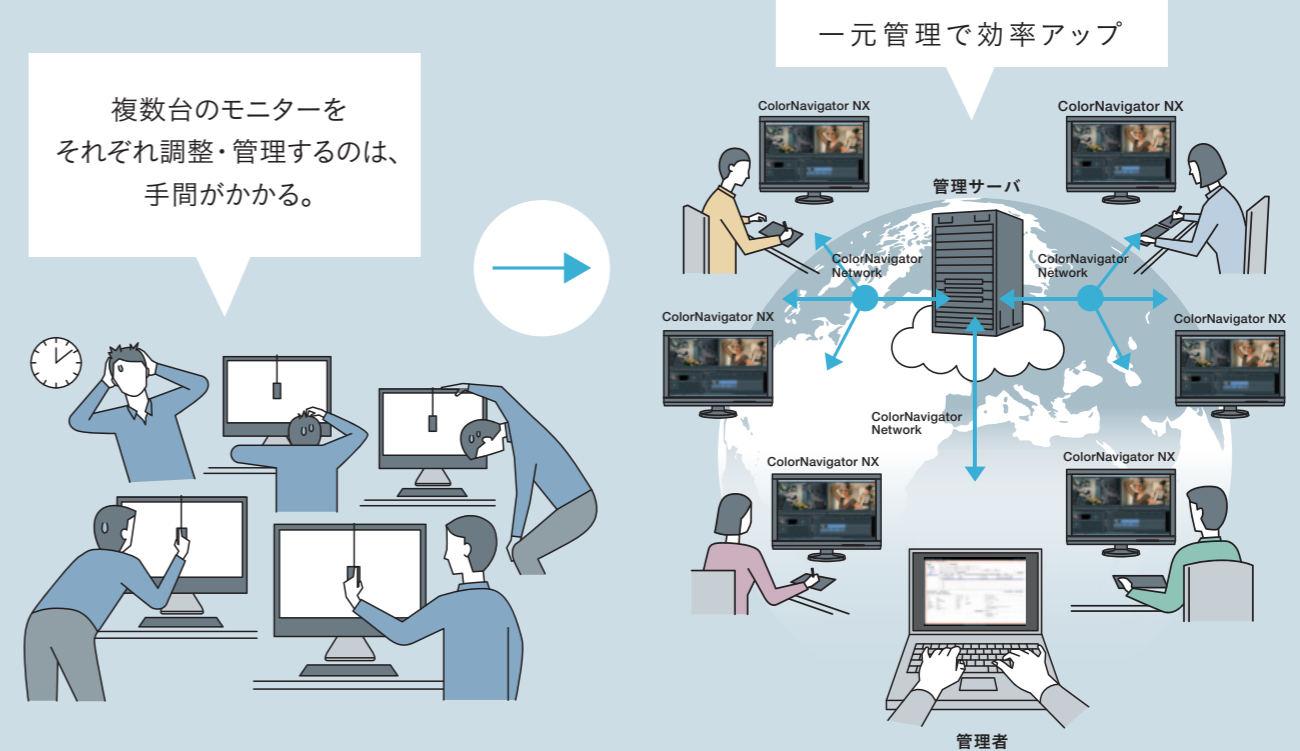 複数台のモニターを
それぞれ調整・管理するのは、
手間がかかる。
一元管理で効率アップ
ColorNavigator NX
ColorNavigator NX
管理サーバ
ColorNavigator
Network
ColorNavigator
Network
ColorNavigator NX
ColorNavigator NX
ColorNavigator
Network
ColorNavigator NX
ColorNavigator NX
管理者